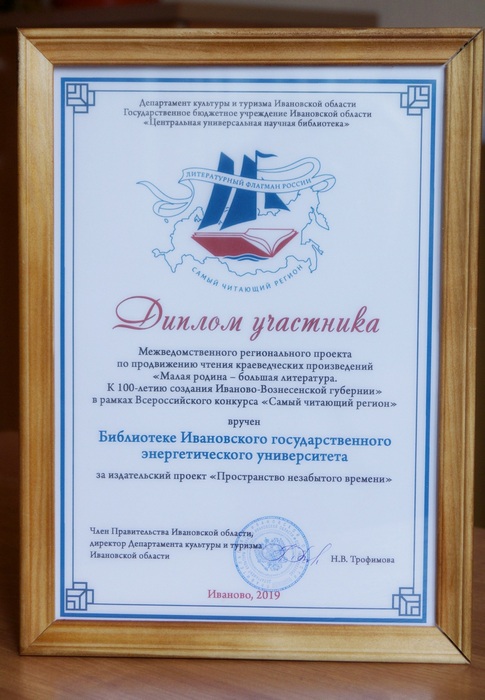 Департамент культуры и туризма Ивановской области
Государственное бюджетное учреждение Ивановской области
«Центральная универсальная научная библиотека»
ЛИТЕРАТУРНЫЙ ФЛАГМАН РОССИИ
САМЫЙ ЧИТАЮЩИЙ РЕГИОН
Диплом участника
Межведомственного регионального проекта
по продвижению чтения краеведческих произведений
«Малая родина – большая литература.
К 100-летию создания Иваново-Вознесенской губернии»
в рамках Всероссийского конкурса «Самый читающий регион»
вручен
Библиотеке Ивановского государственного
энергетического университета
за издательский проект «Пространство незабытого времени»
Член Правительства Ивановской области,
директор Департамента культуры и туризма
Ивановской области
Н.В. Трофимова
Иваново, 2019